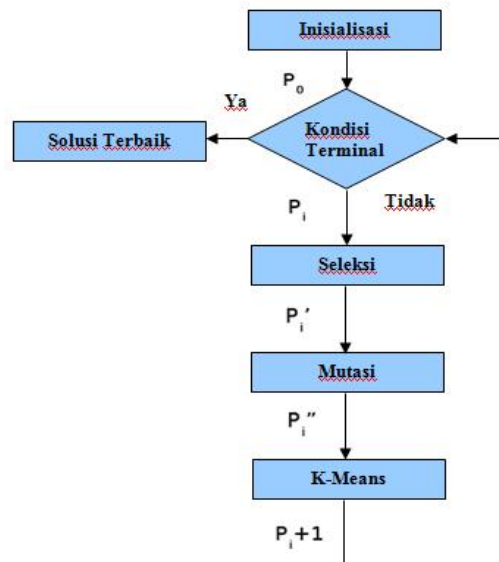 Inisialisasi
P₀
Ya
Kondisi
Terminal
Solusi Terbaik
Pᵢ
Tidak
Seleksi
Pᵢ′
Mutasi
Pᵢ″
K-Means
Pᵢ+1